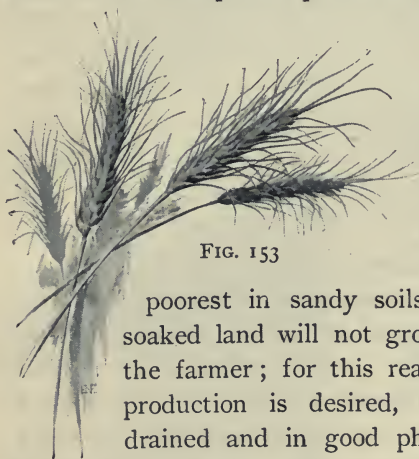 FIG. 153
poorest in sandy soils
soaked land will not gro
the farmer; for this rea
production is desired,
drained and in good ph